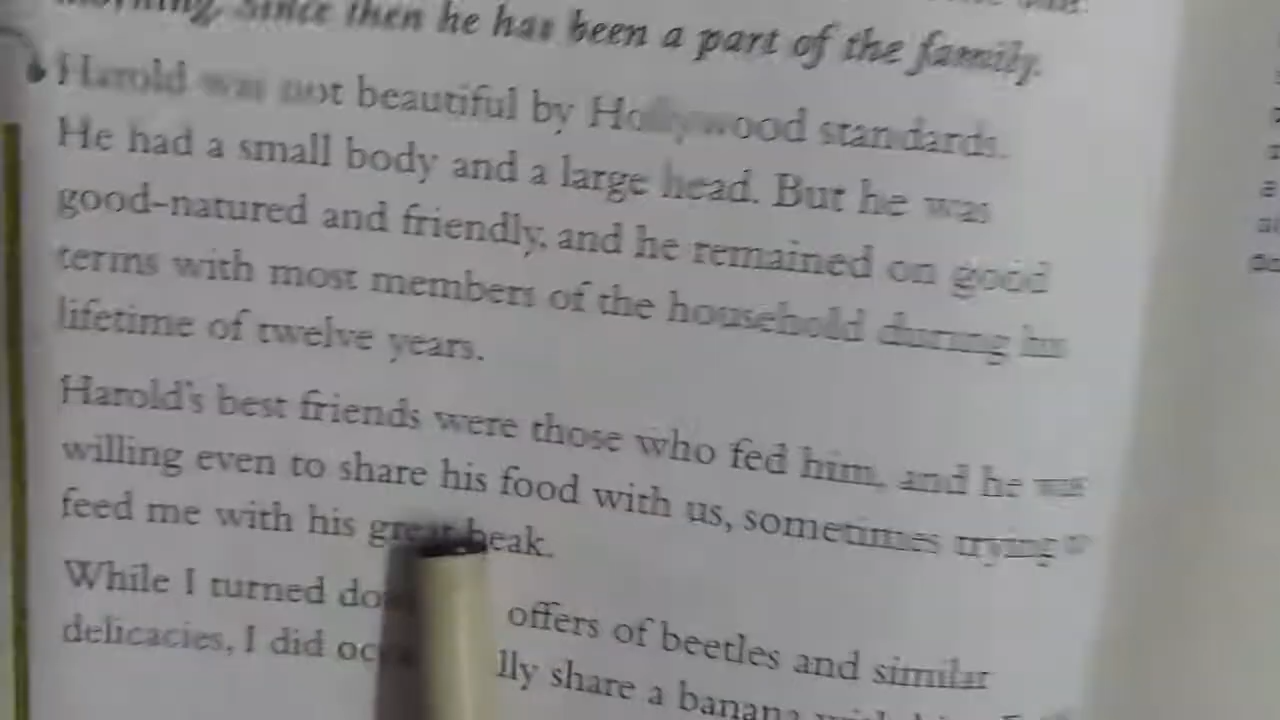 morning. Since then he has been a part of the family.
Harold was not beautiful by Hollywood standards.
He had a small body and a large head. But he was
good-natured and friendly, and he remained on good
terms with most members of the household during his
lifetime of twelve years.
Harold's best friends were those who fed him, and he was
willing even to share his food with us, sometimes trying to
feed me with his great beak.
While I turned offers of beetles and similar
delicacies, I did share a banana